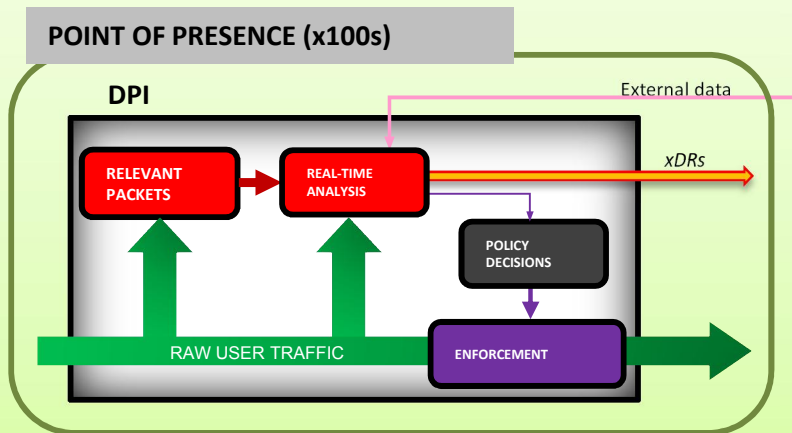 POINT OF PRESENCE (x100s)
DPI
External data
xDRs
RELEVANT
PACKETS
REAL-TIME
ANALYSIS
POLICY
DECISIONS
RAW USER TRAFFIC
ENFORCEMENT